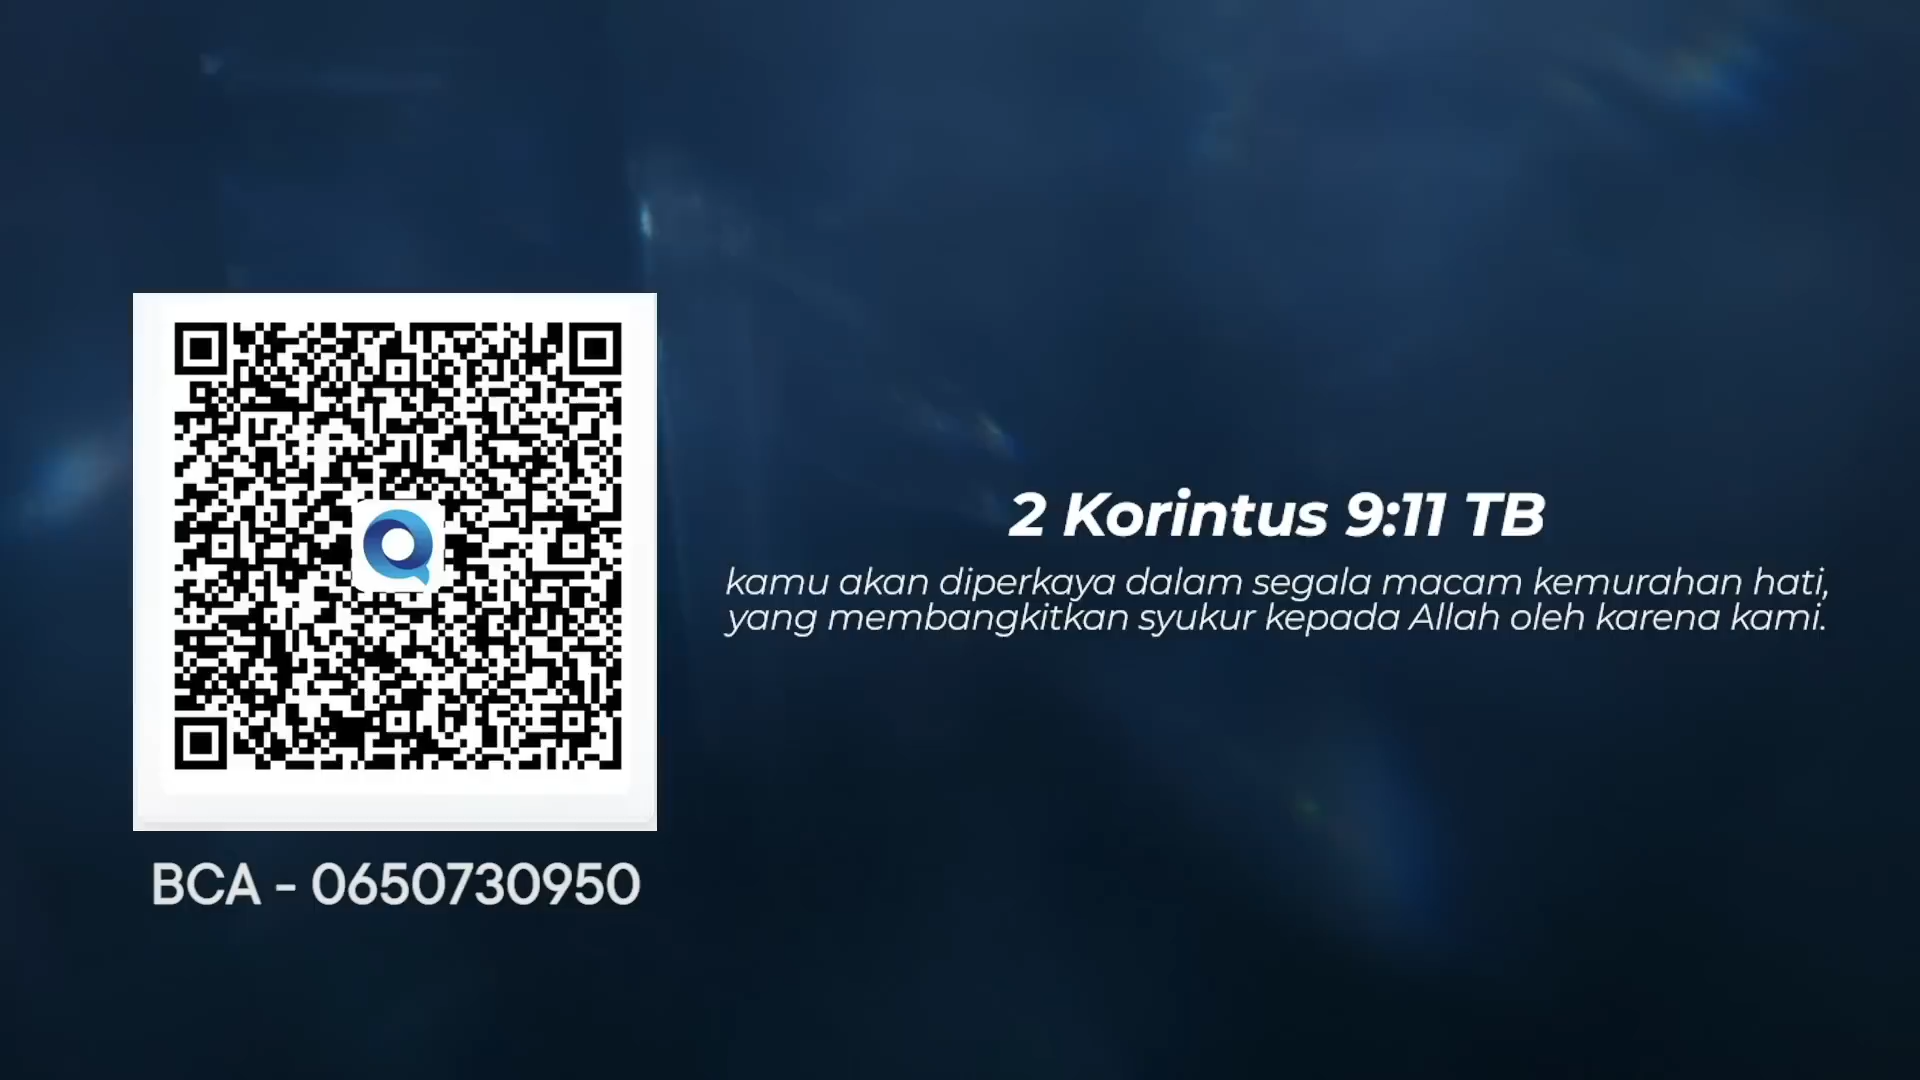 BCA - 0650730950
2 Korintus 9:11 TB
kamu akan diperkaya dalam segala macam kemurahan hati,
yang membangkitkan syukur kepada Allah oleh karena kami.